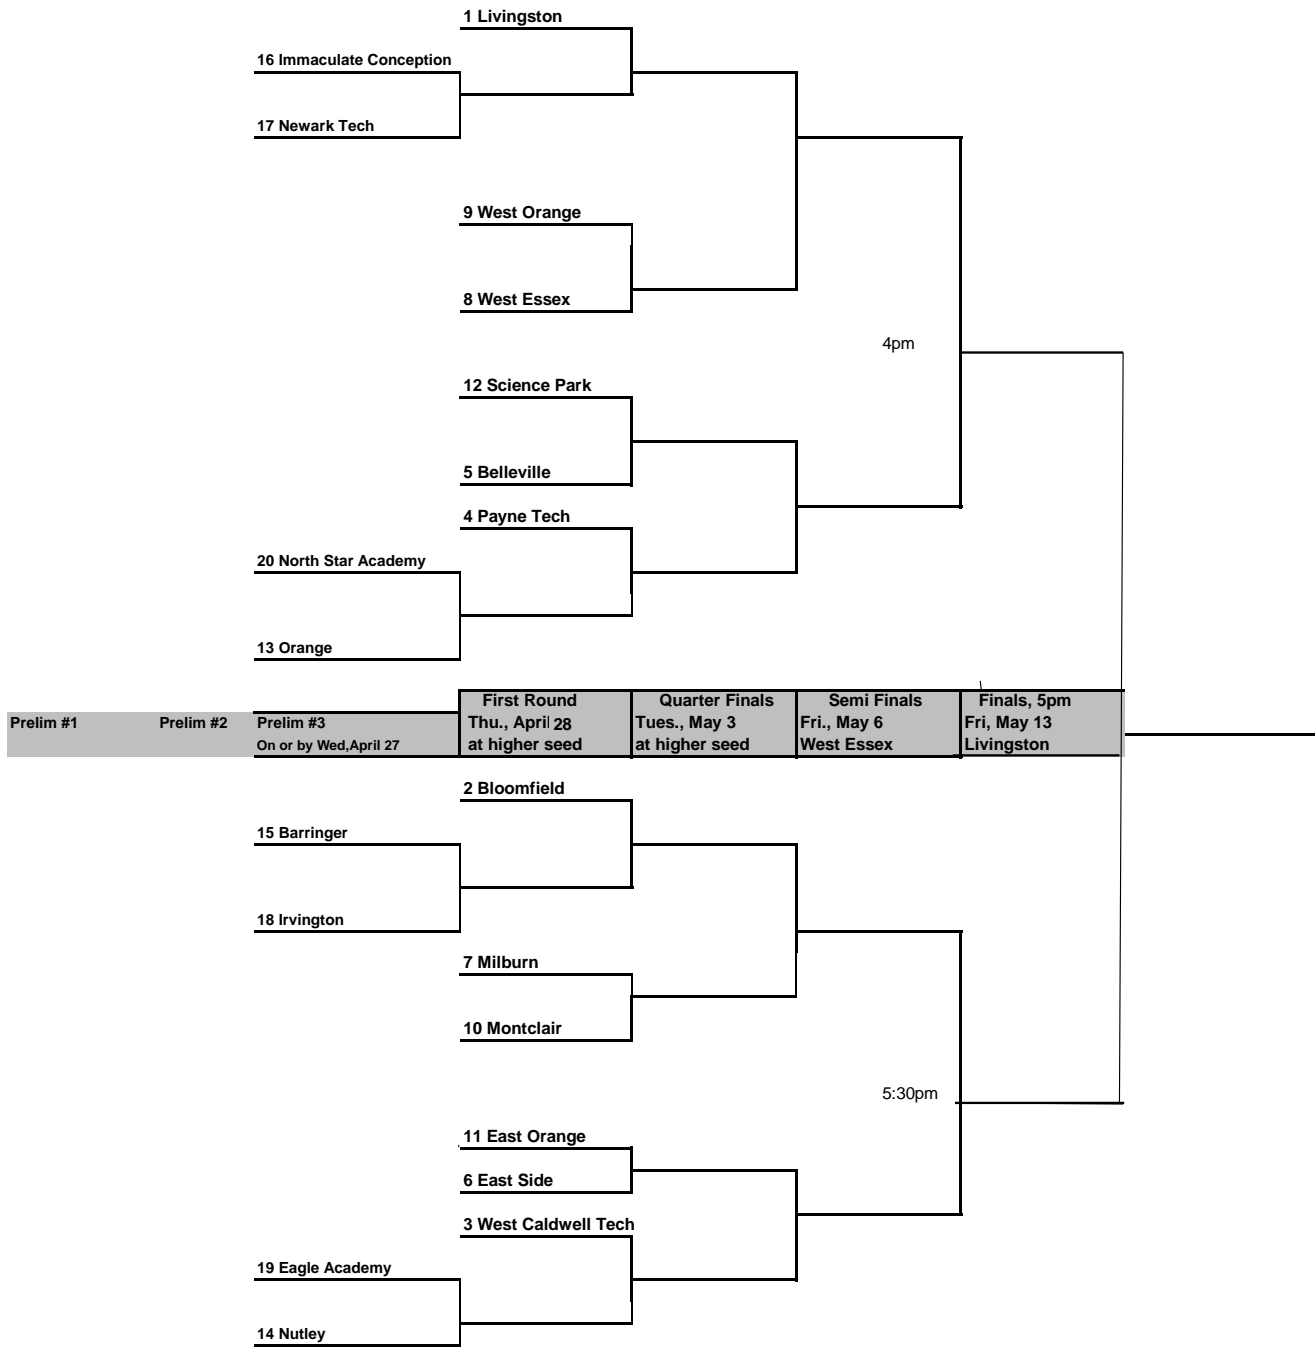 1 Livingston
16 Immaculate Conception
17 Newark Tech
9 West Orange
8 West Essex
4pm
12 Science Park
5 Belleville
4 Payne Tech
20 North Star Academy
13 Orange
First Round Quarter Finals Semi Finals Finals, 5pm
Prelim #1 Prelim #2 Prelim #3 Thu., April 28 Tues., May 3 Fri., May 6 Fri, May 13
On or by Wed,April 27 at higher seed at higher seed West Essex Livingston
2 Bloomfield
15 Barringer
18 Irvington
7 Milburn
10 Montclair
5:30pm
11 East Orange
6 East Side
3 West Caldwell Tech
19 Eagle Academy
14 Nutley